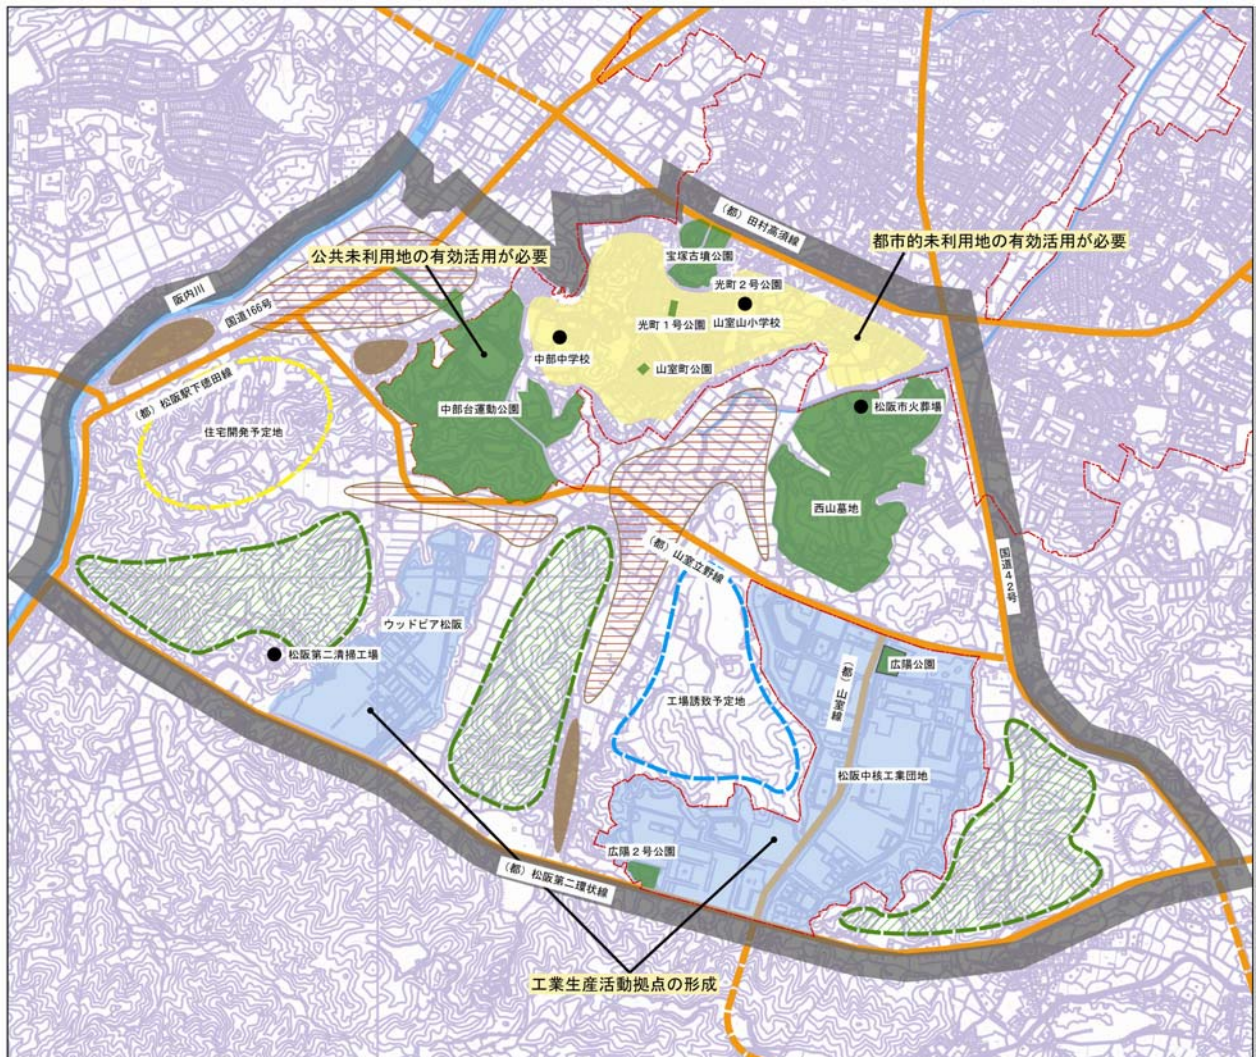 （都）田村高須線
都市的未利用地の有効活用が必要
公共未利用地の有効活用が必要
宝塚古墳公園
阪内川
光町２号公園
国道166号
光町１号公園
山室山小学校
中部中学校
山室町公園
（都）松阪駅下徳田線
中部台運動公園
松阪市火葬場
住宅開発予定地
西山墓地
（都）山室立野線
国道４２号
ウッドピア松阪
松阪第二清掃工場
広陽公園
（都）山室線
工場誘致予定地
松阪中核工業団地
広陽２号公園
（都）松阪第二環状線
工業生産活動拠点の形成